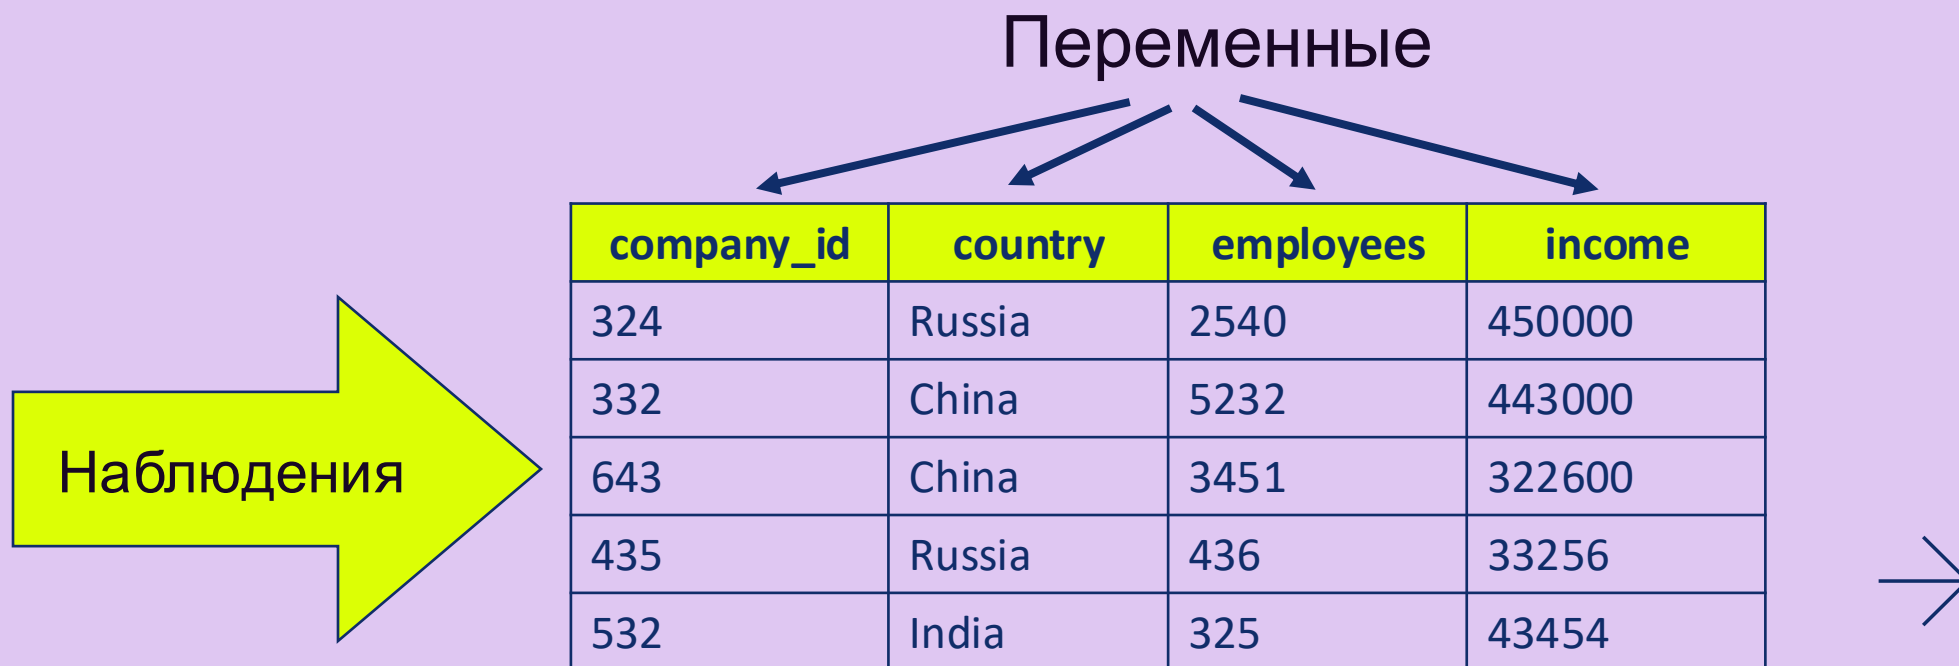 Переменные
company_id country employees income
324 Russia 2540 450000
332 China 5232 443000
Наблюдения
643 China 3451 322600
435 Russia 436 33256
532 India 325 43454